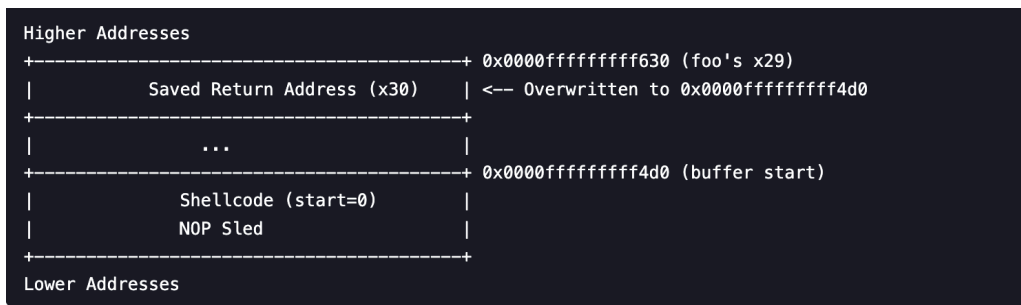 Higher Addresses
+-----------------------------------------+ 0x0000fffffffff630 (foo's x29)
|          Saved Return Address (x30)     | <-- Overwritten to 0x0000fffffffff4d0
+-----------------------------------------+
|               ...                       |
+-----------------------------------------+ 0x0000fffffffff4d0 (buffer start)
|             Shellcode (start=0)         |
|             NOP Sled                    |
+-----------------------------------------+
Lower Addresses